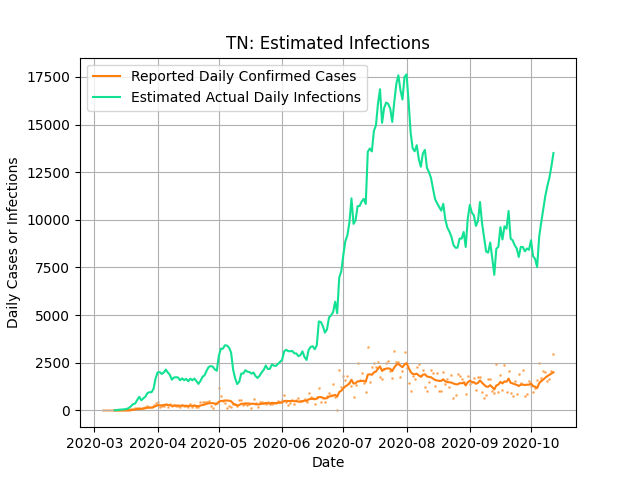 TN: Estimated Infections
Reported Daily Confirmed Cases
Estimated Actual Daily Infections
Daily Cases or Infections
17500
15000
12500
10000
7500
5000
2500
0
2020-03 2020-04 2020-05 2020-06 2020-07 2020-08 2020-09 2020-10
Date